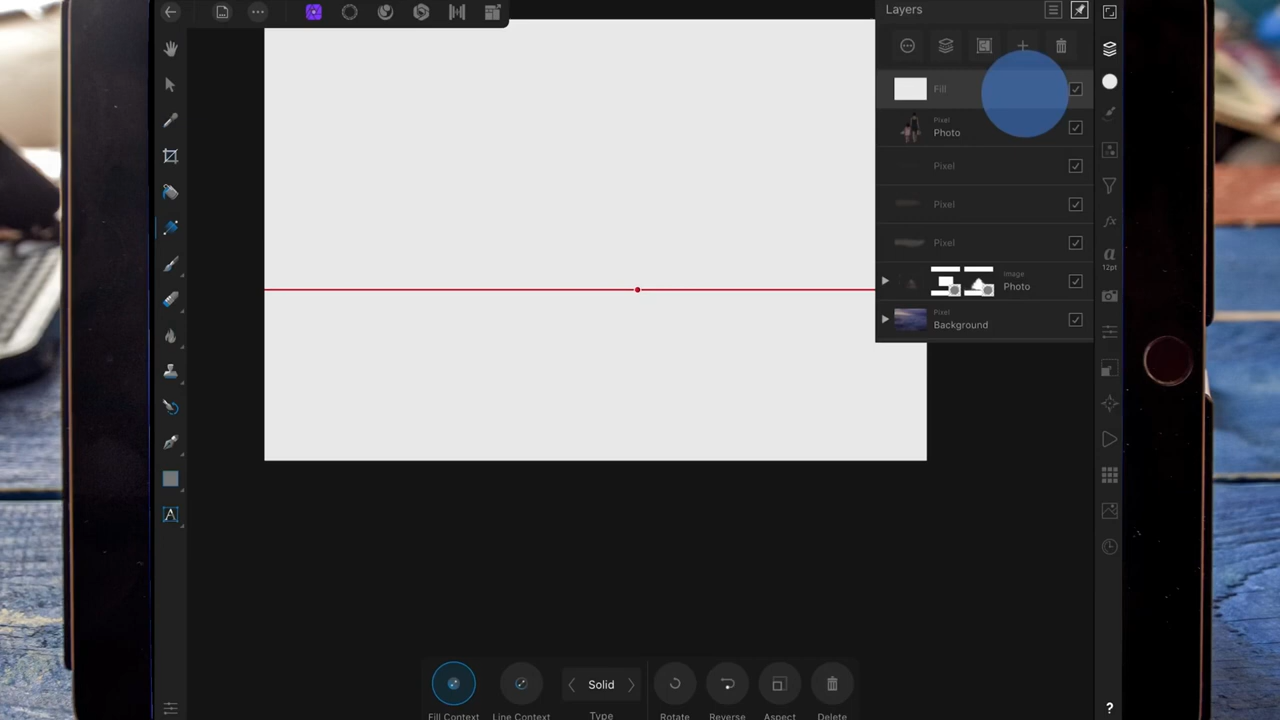 Layers
Fill
Pixel
Photo
Pixel
Pixel
Pixel
image
Photo
Pixel
Background
a
12pt
A
Solid
Fill Context
Line Context
Type
Rotate
Reverse
Aspect
Delete
?